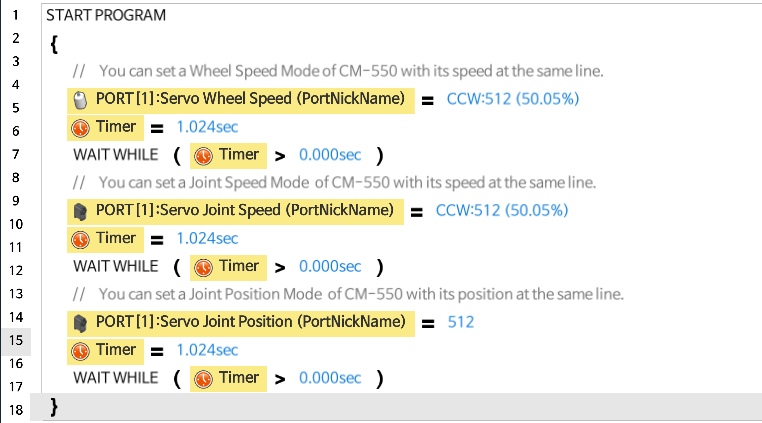 1 START PROGRAM
2 {
3 // You can set a Wheel Speed Mode of CM-550 with its speed at the same line.
4 PORT[1]:Servo Wheel Speed (PortNickName) = CCW:512 (50.05%)
5 Timer = 1.024sec
6 WAIT WHILE ( Timer > 0.000sec )
7 // You can set a Joint Speed Mode of CM-550 with its speed at the same line.
8 PORT[1]:Servo Joint Speed (PortNickName) = CCW:512 (50.05%)
9 Timer = 1.024sec
10 WAIT WHILE ( Timer > 0.000sec )
11 // You can set a Joint Position Mode of CM-550 with its position at the same line.
12 PORT[1]:Servo Joint Position (PortNickName) = 512
13 Timer = 1.024sec
14 WAIT WHILE ( Timer > 0.000sec )
15 }
16
17
18